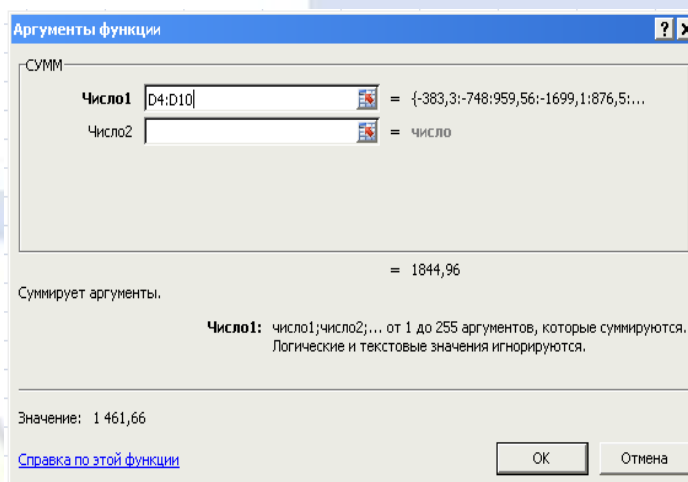 Аргументы функции
СУММ
Число1 D4:D10 = {-383,3:-748:959,56:-1699,1:876,5:...
Число2 = число
= 1844,96
Суммирует аргументы.
Число1: число1;число2;... от 1 до 255 аргументов, которые суммируются.
Логические и текстовые значения игнорируются.
Значение: 1 461,66
Справка по этой функции
ОК
Отмена